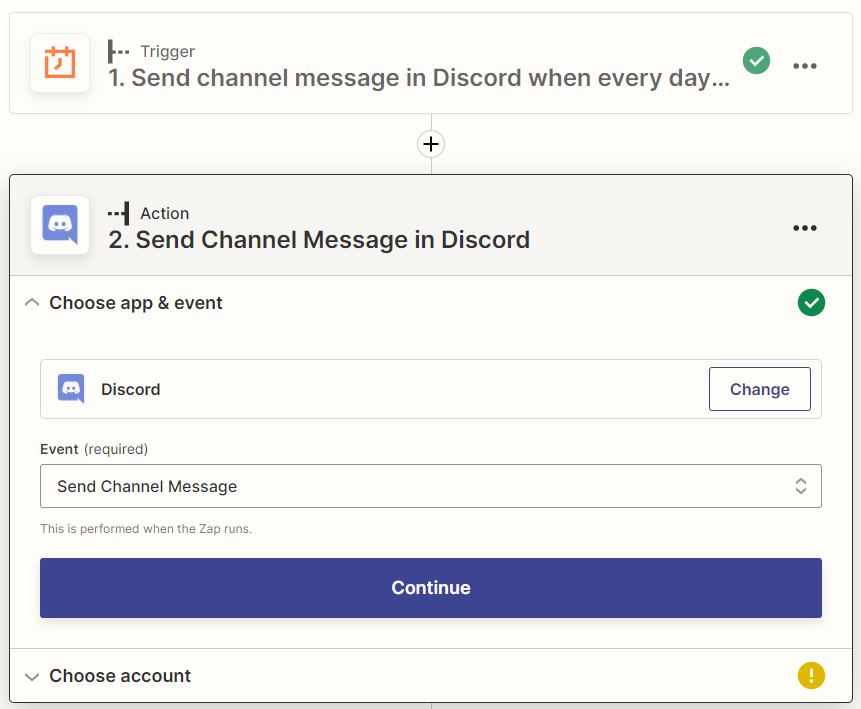 Trigger
1. Send channel message in Discord when every day...
Action
2. Send Channel Message in Discord
Choose app & event
Discord
Change
Event (required)
Send Channel Message
This is performed when the Zap runs.
Continue
Choose account